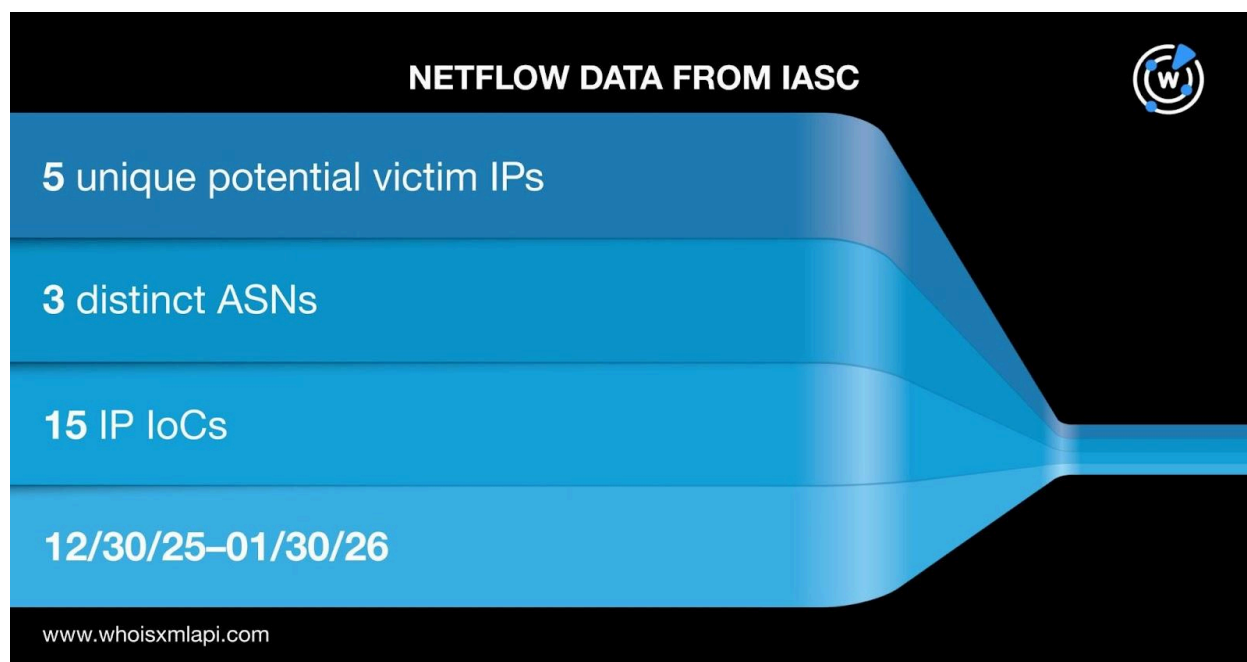 NETFLOW DATA FROM IASC
W
5 unique potential victim IPs
3 distinct ASNs
15 IP IoCs
12/30/25–01/30/26
www.whoisxmlapi.com